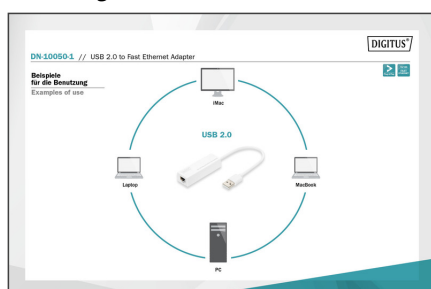 DIGITUS®
DN-10050-1 // USB 2.0 to Fast Ethernet Adapter
Beispiele
für die Benutzung
Examples of use
iMac
USB 2.0
Laptop
MacBook
PC